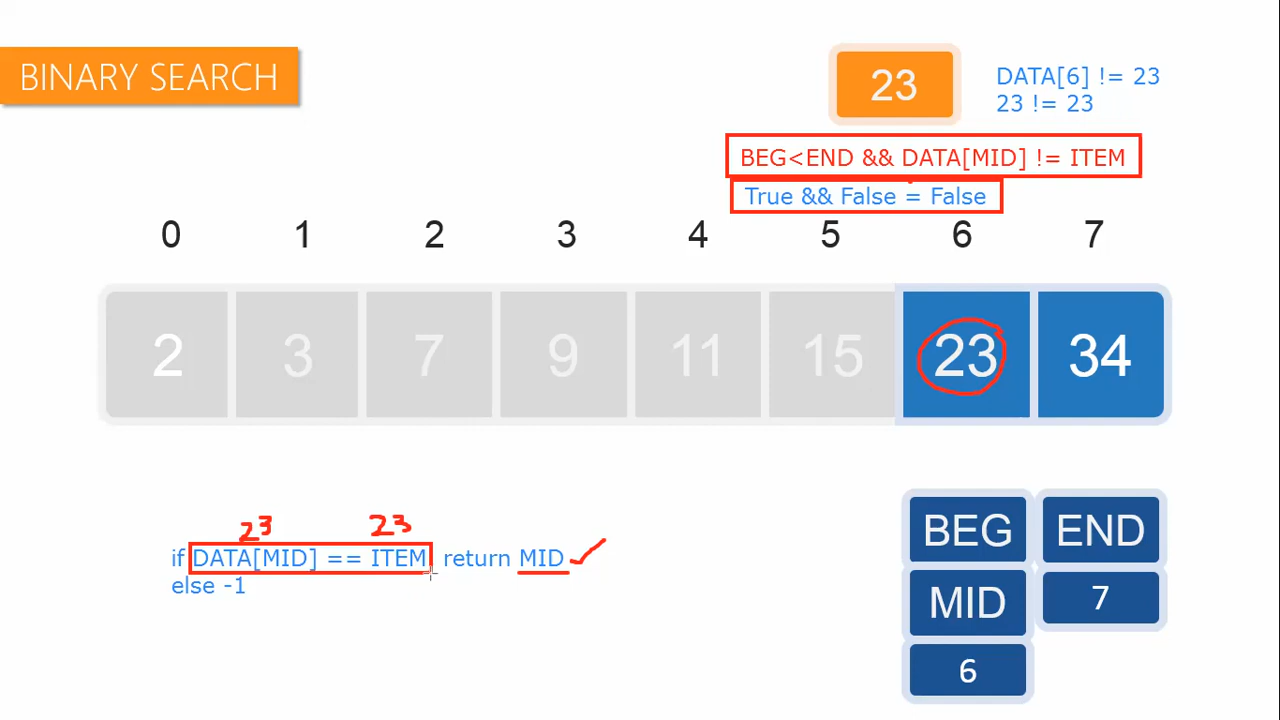 BINARY SEARCH
23
DATA[6] != 23
23 != 23
BEG<END && DATA[MID] != ITEM
True && False = False
0 1 2 3 4 5 6 7
2 3 7 9 11 15 23 34
23 23
if DATA[MID] == ITEM return MID
else -1
BEG END
MID 7
6